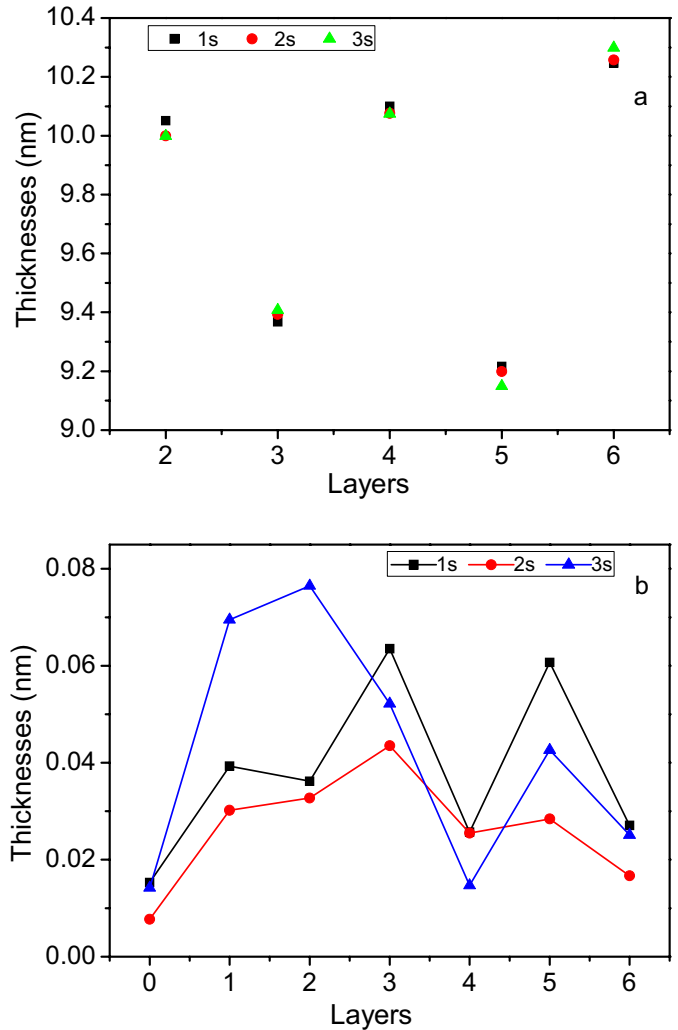 10.4
1s 2s 3s
10.2
a
10.0
9.8
9.6
9.4
9.2
9.0
Thicknesses (nm)
2 3 4 5 6
Layers
1s 2s 3s
b
0.08
0.06
0.04
0.02
0.00
Thicknesses (nm)
0 1 2 3 4 5 6
Layers